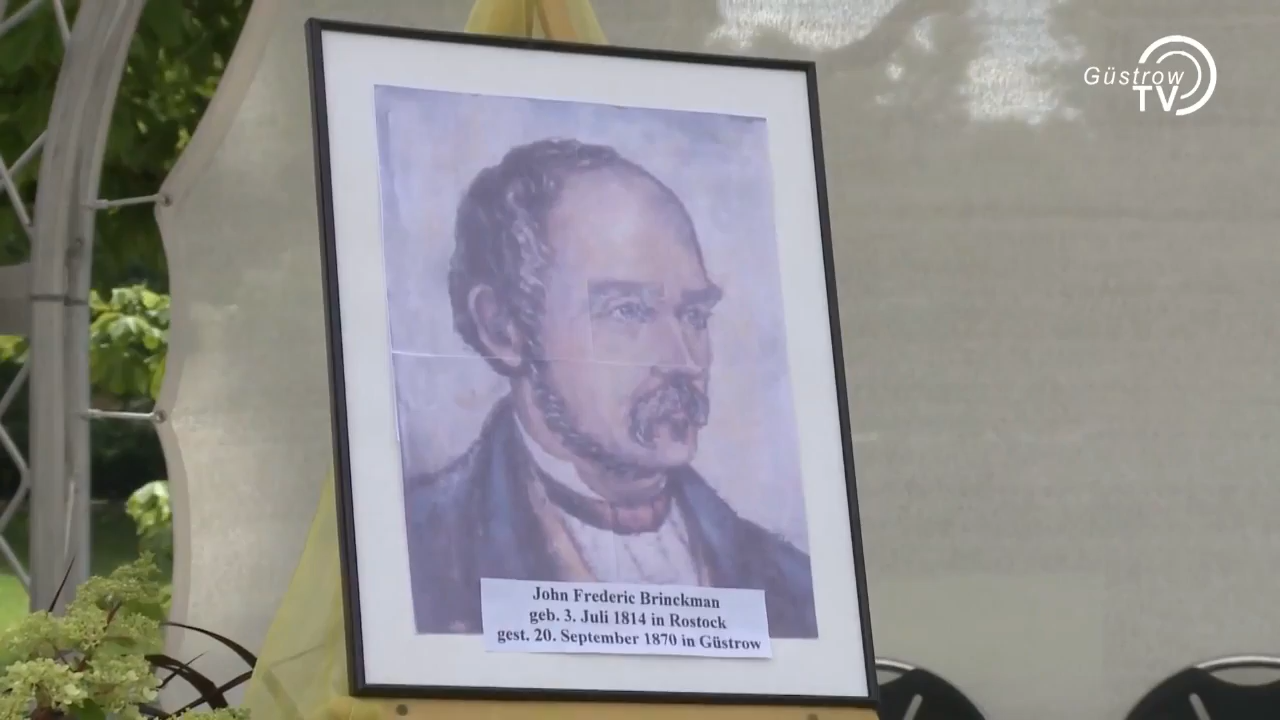 Güstrow
TV
John Frederic Brinckman
geb. 3. Juli 1814 in Rostock
gest. 20. September 1870 in Güstrow